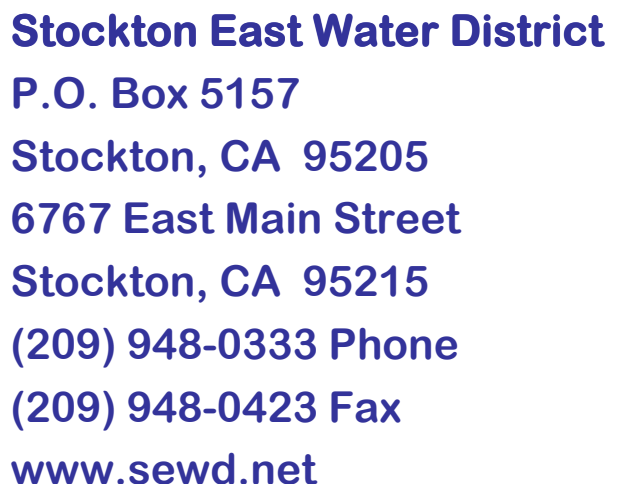 Stockton East Water District
P.O. Box 5157
Stockton, CA  95205
6767 East Main Street
Stockton, CA  95215
(209) 948-0333 Phone
(209) 948-0423 Fax
www.sewd.net